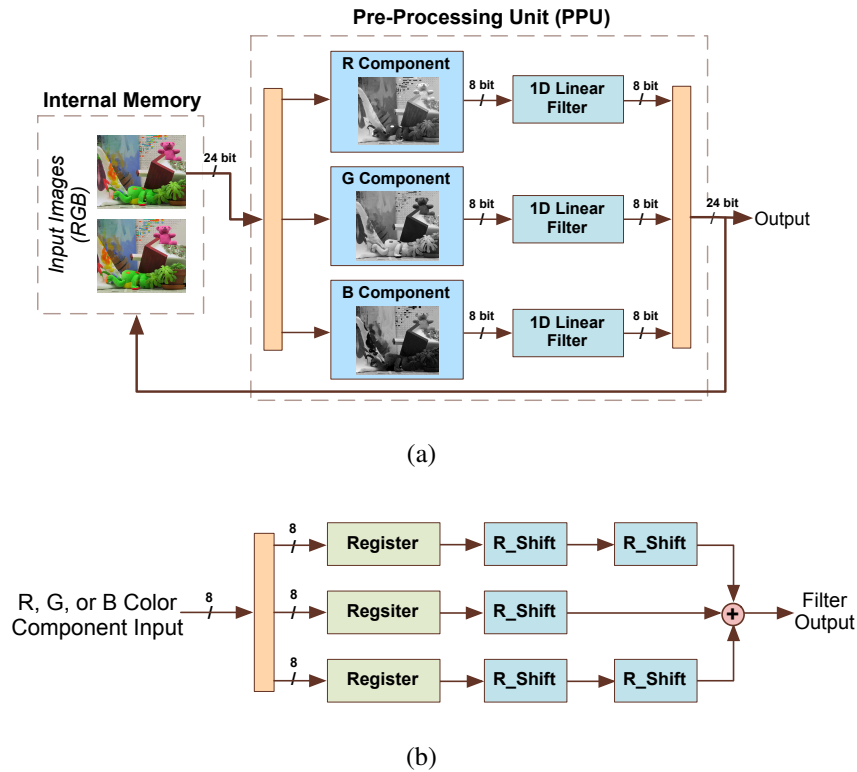 Pre-Processing Unit (PPU)
Internal Memory
Input Images
(RGB)
24 bit
R Component
8 bit
1D Linear
Filter
8 bit
G Component
8 bit
1D Linear
Filter
8 bit
B Component
8 bit
1D Linear
Filter
8 bit
24 bit
Output
(a)
R, G, or B Color
Component Input
8
8
Register
R_Shift
R_Shift
8
Regsiter
R_Shift
8
Register
R_Shift
R_Shift
+
Filter
Output
(b)